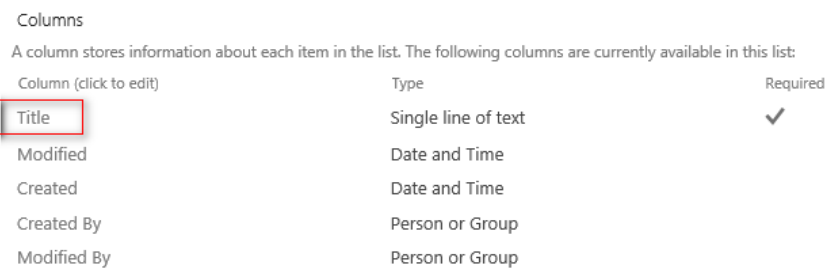 Columns
A column stores information about each item in the list. The following columns are currently available in this list:
Column (click to edit) Type Required
Title Single line of text ✓
Modified Date and Time
Created Date and Time
Created By Person or Group
Modified By Person or Group